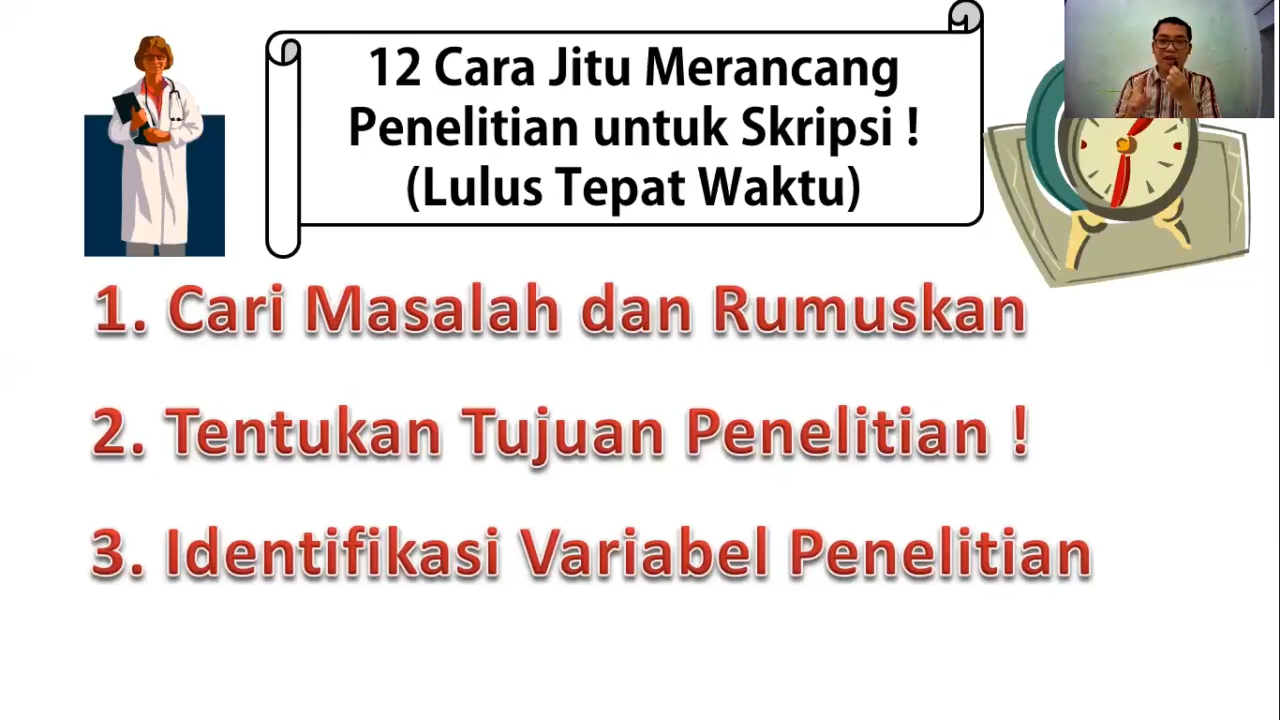 12 Cara Jitu Merancang
Penelitian untuk Skripsi !
(Lulus Tepat Waktu)
1. Cari Masalah dan Rumuskan
2. Tentukan Tujuan Penelitian !
3. Identifikasi Variabel Penelitian